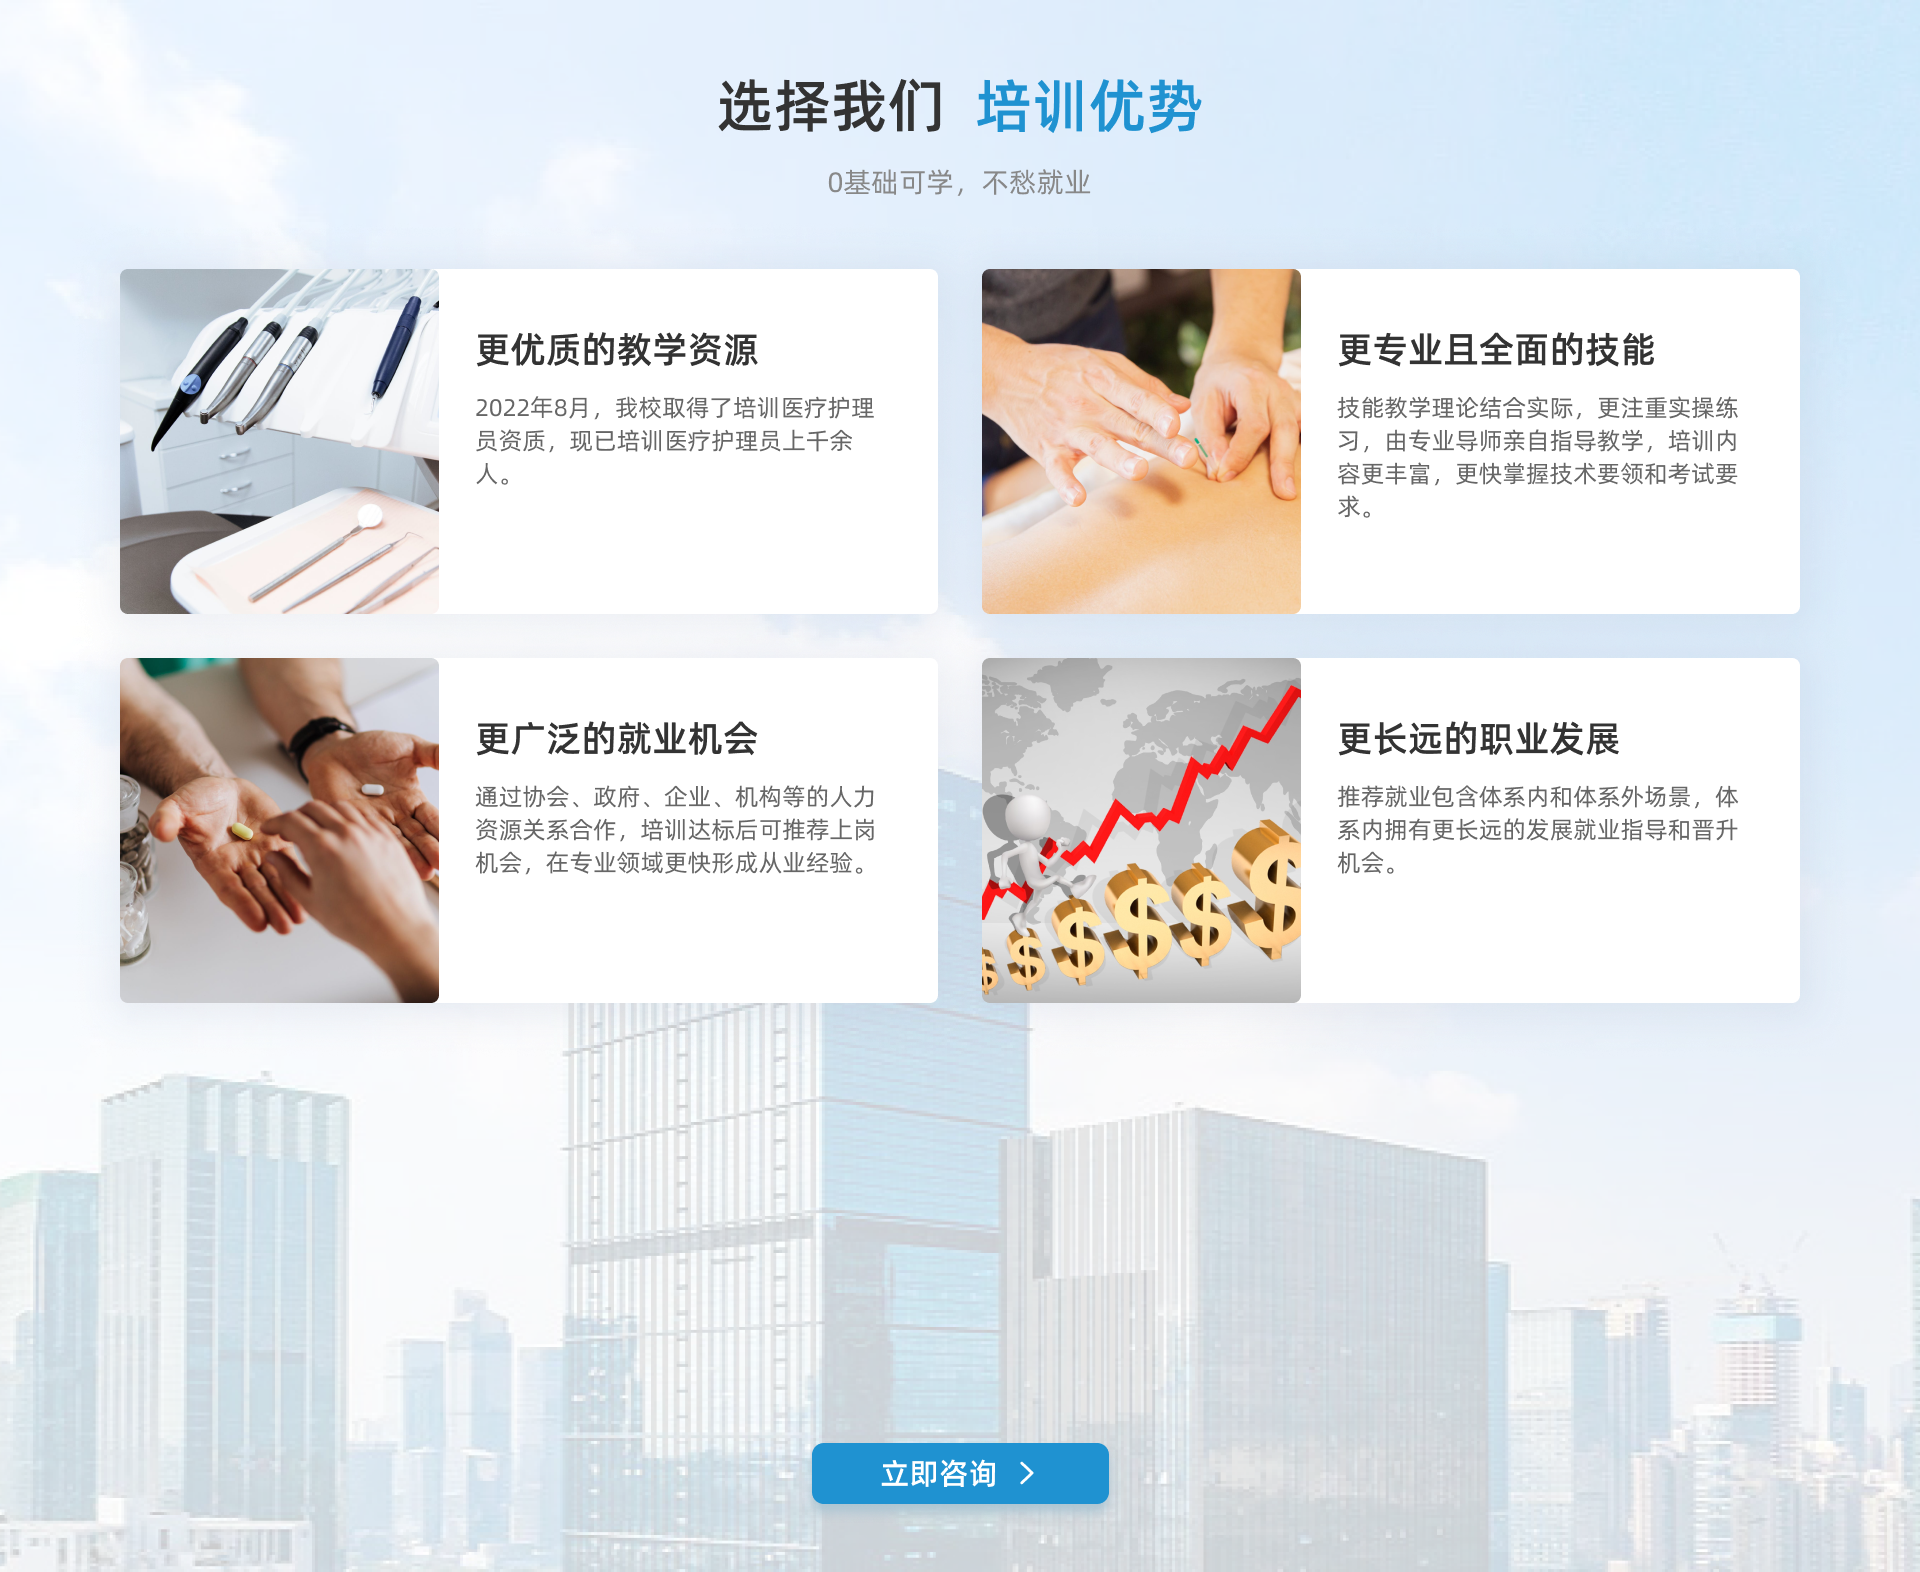 选择我们 培训优势
0基础可学，不愁就业
更优质的教学资源
2022年8月，我校取得了培训医疗护理
员资质，现已培训医疗护理员上千余
人。
更专业且全面的技能
技能教学理论结合实际，更注重实操练
习，由专业导师亲自指导教学，培训内
容更丰富，更快掌握技术要领和考试要
求。
更广泛的就业机会
通过协会、政府、企业、机构等的人力
资源关系合作，培训达标后可推荐上岗
机会，在专业领域更快形成从业经验。
更长远的职业发展
推荐就业包含体系内和体系外场景，体
系内拥有更长远的发展就业指导和晋升
机会。
立即咨询